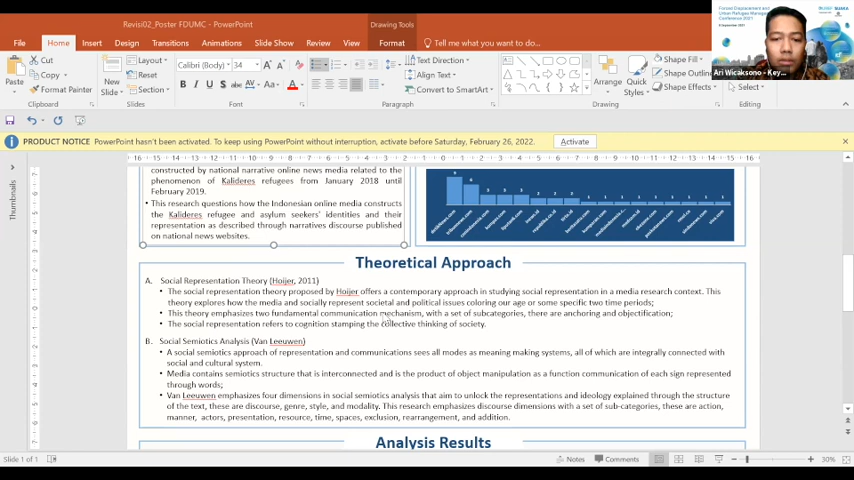 Revisi02_Poster FDUMC - PowerPoint
Drawing Tools
File Home Insert Design Transitions Animations Slide Show Review View Format Tell me what you want to do...
Forced Displacement and
Urban Refugee Management
Conference 2021
Ari Wicaksono - Key...
Paste
Cut
Copy
Format Painter
Clipboard
New
Slide
Layout
Reset
Section
Slides
Calibri (Body) 34
Font
Paragraph
Text Direction
Align Text
Convert to SmartArt
Arrange
Quick
Styles
Drawing
Shape Fill
Shape Outline
Shape Effects
Select
Editing
PRODUCT NOTICE PowerPoint hasn't been activated. To keep using PowerPoint without interruption, activate before Saturday, February 26, 2022. Activate
Thumbnails
constructed by national narrative online news media related to the
phenomenon of Kalideres refugees from January 2018 until
February 2019.
• This research questions how the Indonesian online media constructs
the Kalideres refugee and asylum seekers' identities and their
representation as described through narratives discourse published
on national news websites.
Theoretical Approach
A. Social Representation Theory (Hoijer, 2011)
• The social representation theory proposed by Hoijer offers a contemporary approach in studying social representation in a media research context. This
theory explores how the media and socially represent societal and political issues coloring our age or some specific two time periods;
• This theory emphasizes two fundamental communication mechanism, with a set of subcategories, there are anchoring and objectification;
• The social representation refers to cognition stamping the collective thinking of society.
B. Social Semiotics Analysis (Van Leeuwen)
• A social semiotics approach of representation and communications sees all modes as meaning making systems, all of which are integrally connected with
social and cultural system.
• Media contains semiotics structure that is interconnected and is the product of object manipulation as a function communication of each sign represented
through words;
• Van Leeuwen emphasizes four dimensions in social semiotics analysis that aim to unlock the representations and ideology explained through the structure
of the text, these are discourse, genre, style, and modality. This research emphasizes discourse dimensions with a set of sub-categories, these are action,
manner, actors, presentation, resource, time, spaces, exclusion, rearrangement, and addition.
Analysis Results
Slide 1 of 1
Notes Comments 30%